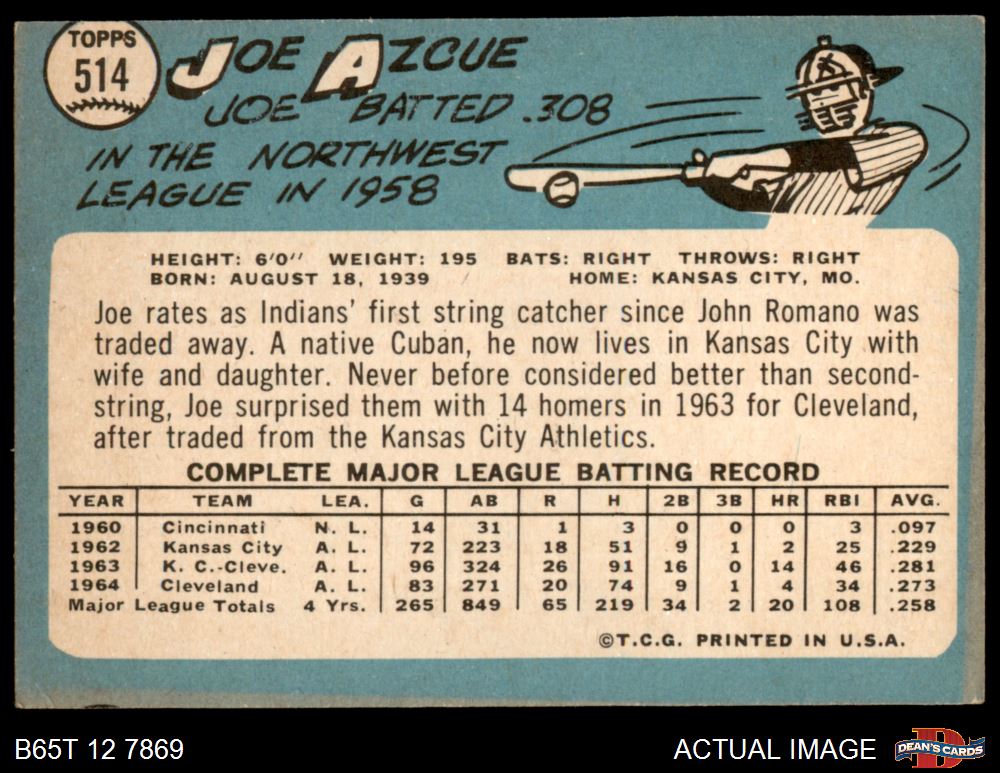 TOPPS
514
JOE AZCUE
JOE BATTED .308
IN THE NORTHWEST
LEAGUE IN 1958
HEIGHT: 6'0" WEIGHT: 195 BATS: RIGHT THROWS: RIGHT
BORN: AUGUST 18, 1939 HOME: KANSAS CITY, MO.
Joe rates as Indians' first string catcher since John Romano was
traded away. A native Cuban, he now lives in Kansas City with
wife and daughter. Never before considered better than second-
string, Joe surprised them with 14 homers in 1963 for Cleveland,
after traded from the Kansas City Athletics.
COMPLETE MAJOR LEAGUE BATTING RECORD
YEAR TEAM LEA. G AB R H 2B 3B HR RBI AVG.
1960 Cincinnati N. L. 14 31 1 3 0 0 0 3 .097
1962 Kansas City A. L. 72 223 18 51 9 1 2 25 .229
1963 K. C.-Cleve. A. L. 96 324 26 91 16 0 14 46 .281
1964 Cleveland A. L. 83 271 20 74 9 1 4 34 .273
Major League Totals 4 Yrs. 265 849 65 219 34 2 20 108 .258
©T.C.G. PRINTED IN U.S.A.
B65T 12 7869 ACTUAL IMAGE DEAN'S CARDS